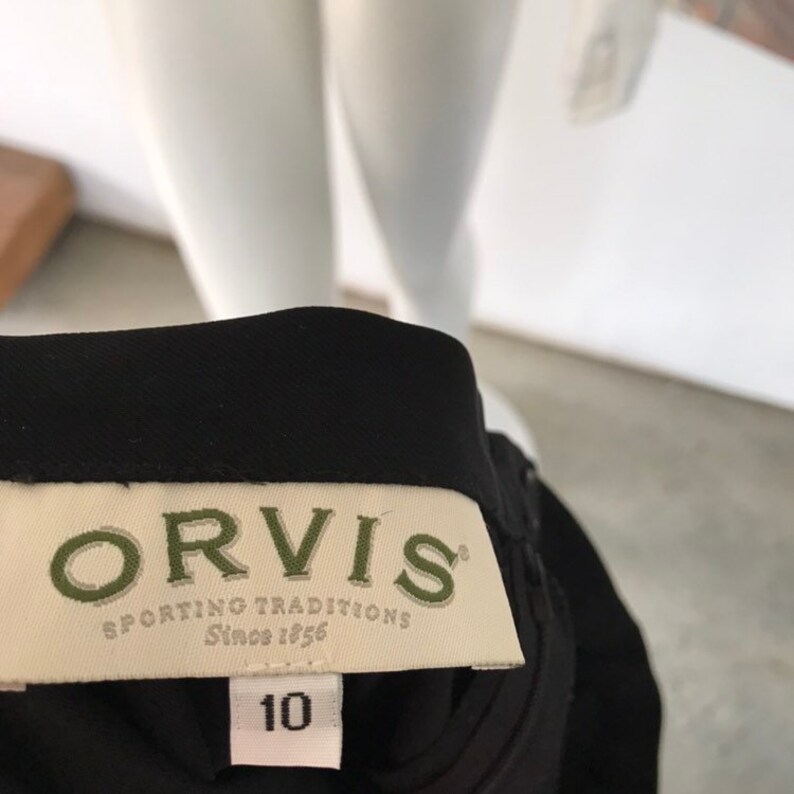 ORVIS®
SPORTING TRADITIONS
Since 1856
10